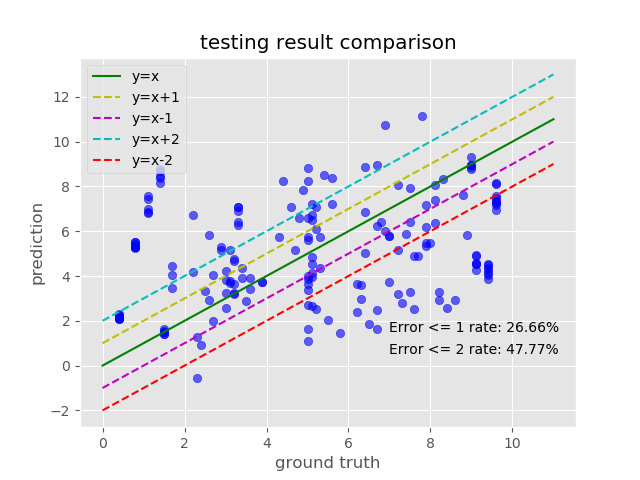 testing result comparison
y=x
y=x+1
y=x-1
y=x+2
y=x-2
12
10
8
6
4
2
0
−2
prediction
Error <= 1 rate: 26.66%
Error <= 2 rate: 47.77%
0 2 4 6 8 10
ground truth